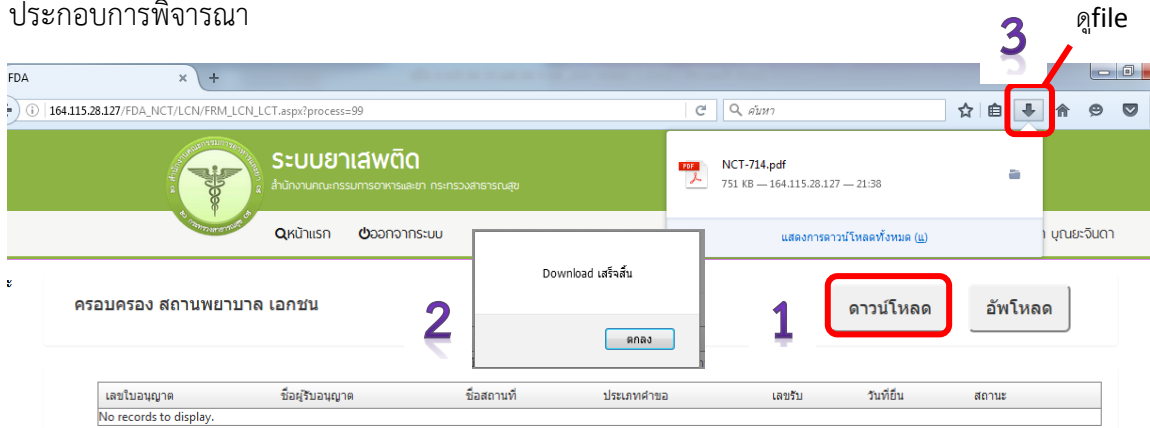 ประกอบการพิจารณา
3 ดูfile
FDA × +
164.115.28.127/FDA_NCT/LCN/FRM_LCN_LCT.aspx?process=99 ค้นหา
ระบบยาเสพติด
สำนักงานคณะกรรมการอาหารและยา กระทรวงสาธารณสุข
NCT-714.pdf
751 KB — 164.115.28.127 — 21:38
แสดงการดาวน์โหลดทั้งหมด (แ)
หน้าแรก ออกจากระบบ
บุณยะจินดา
Download เสร็จสิ้น
ตกลง
ครอบครอง สถานพยาบาล เอกชน
2
1
ดาวน์โหลด อัพโหลด
เลขใบอนุญาต ชื่อผู้รับอนุญาต ชื่อสถานที่ ประเภทคำขอ เลขรับ วันที่ยื่น สถานะ
No records to display.